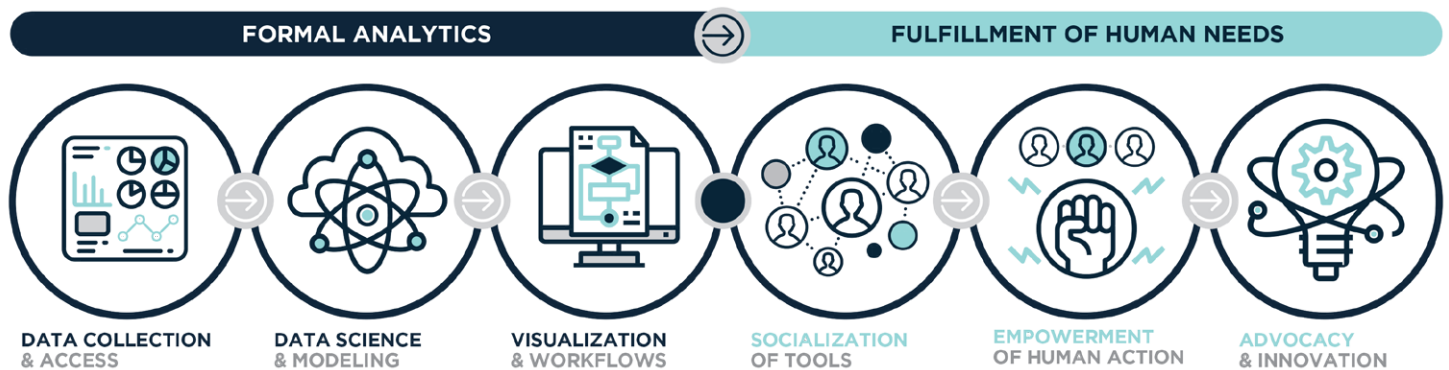 FORMAL ANALYTICS
FULFILLMENT OF HUMAN NEEDS
DATA COLLECTION
& ACCESS
DATA SCIENCE
& MODELING
VISUALIZATION
& WORKFLOWS
SOCIALIZATION
OF TOOLS
EMPOWERMENT
OF HUMAN ACTION
ADVOCACY
& INNOVATION